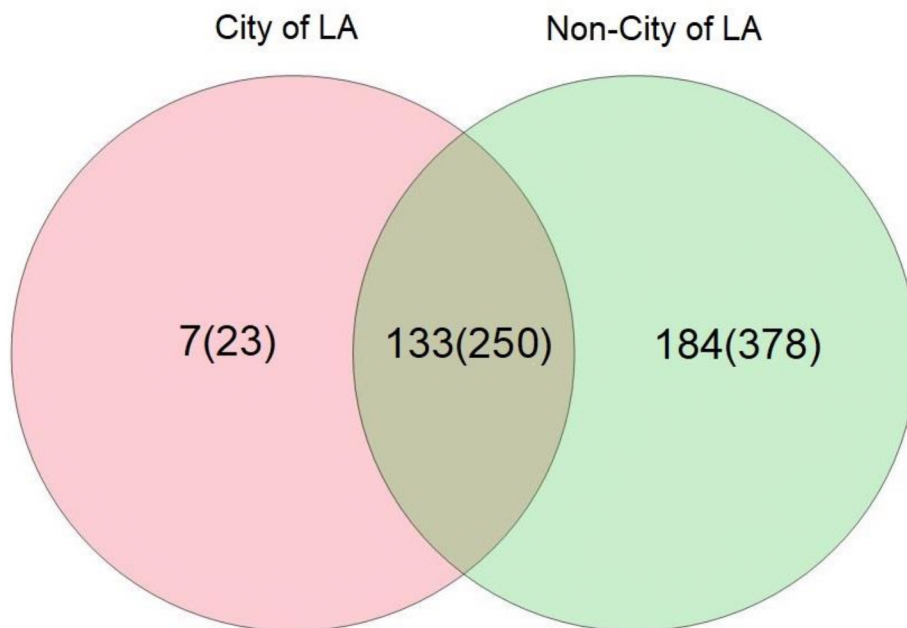 City of LA
Non-City of LA
7(23)
133(250)
184(378)